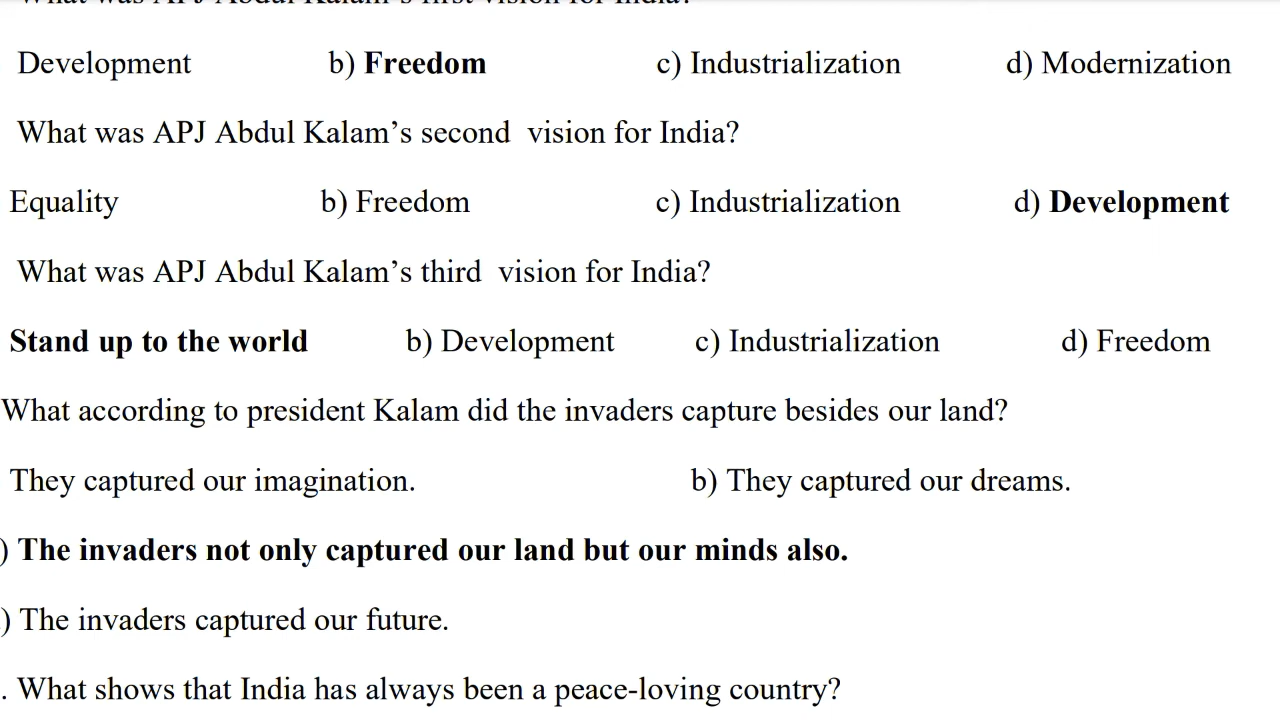 Development b) Freedom c) Industrialization d) Modernization
What was APJ Abdul Kalam’s second vision for India?
Equality b) Freedom c) Industrialization d) Development
What was APJ Abdul Kalam’s third vision for India?
Stand up to the world b) Development c) Industrialization d) Freedom
What according to president Kalam did the invaders capture besides our land?
They captured our imagination. b) They captured our dreams.
) The invaders not only captured our land but our minds also.
) The invaders captured our future.
. What shows that India has always been a peace-loving country?